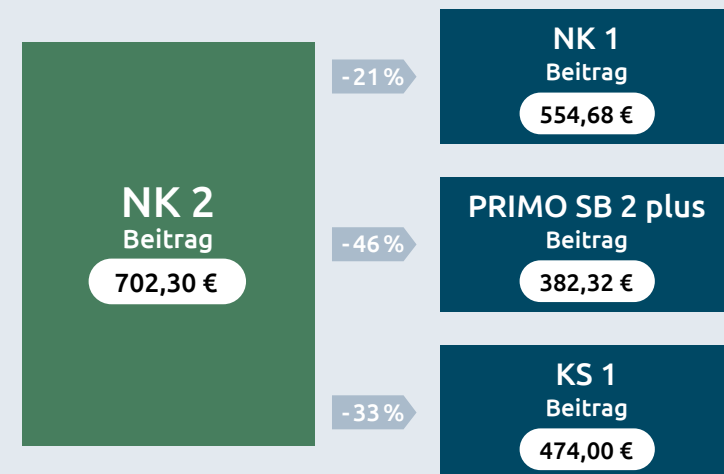 NK 2
Beitrag
702,30 €
-21%
NK 1
Beitrag
554,68 €
-46%
PRIMO SB 2 plus
Beitrag
382,32 €
-33%
KS 1
Beitrag
474,00 €